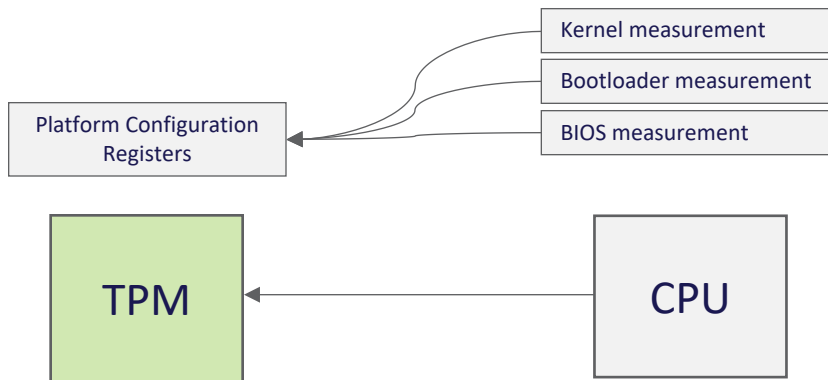 Kernel measurement
Bootloader measurement
Platform Configuration
Registers
BIOS measurement
TPM
CPU